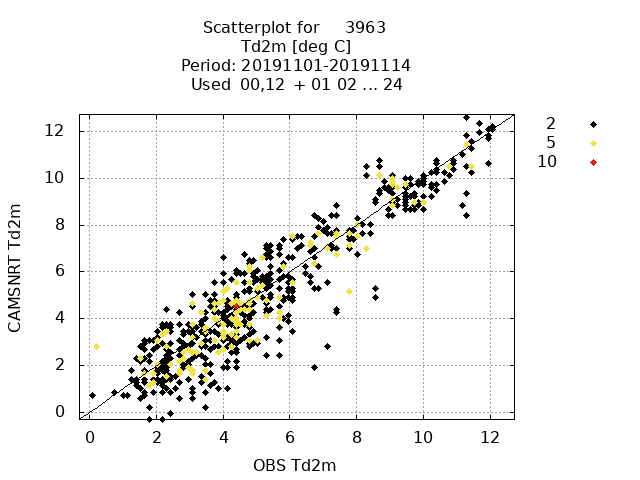 Scatterplot for 3963
Td2m [deg C]
Period: 20191101-20191114
Used 00,12 + 01 02 ... 24
2
5
10
12
10
8
6
4
2
0
CAMSNRT Td2m
0 2 4 6 8 10 12
OBS Td2m